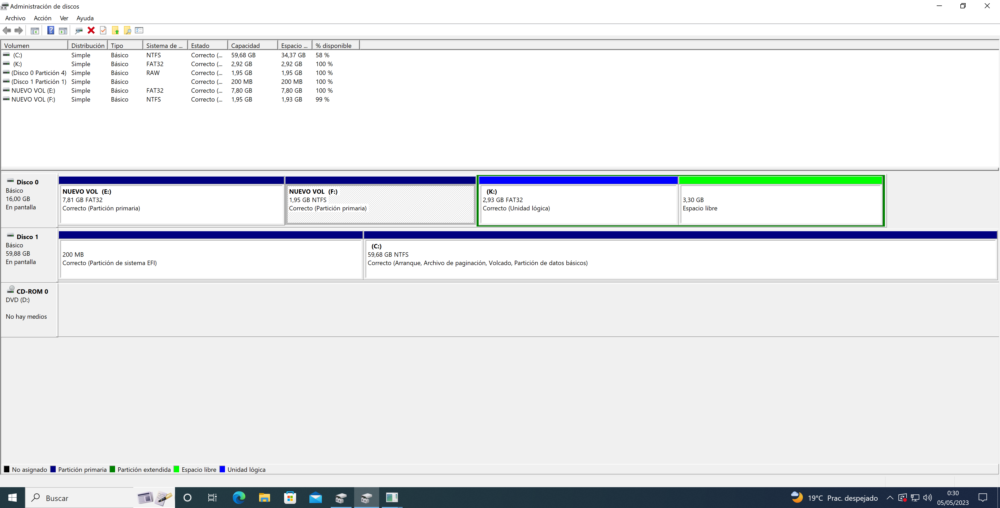 Administración de discos
Archivo Acción Ver Ayuda
Volumen Distribución Tipo Sistema de ... Estado Capacidad Espacio ... % disponible
(C:) Simple Básico NTFS Correcto (... 59,68 GB 34,37 GB 58 %
(K:) Simple Básico FAT32 Correcto (... 2,92 GB 2,92 GB 100 %
(Disco 0 Partición 4) Simple Básico RAW Correcto (... 1,95 GB 1,95 GB 100 %
(Disco 1 Partición 1) Simple Básico Correcto (... 200 MB 200 MB 100 %
NUEVO VOL (E:) Simple Básico FAT32 Correcto (... 7,80 GB 7,80 GB 100 %
NUEVO VOL (F:) Simple Básico NTFS Correcto (... 1,95 GB 1,93 GB 99 %
Disco 0
Básico
16,00 GB
En pantalla
NUEVO VOL (E:)
7,81 GB FAT32
Correcto (Partición primaria)
NUEVO VOL (F:)
1,95 GB NTFS
Correcto (Partición primaria)
(K:)
2,93 GB FAT32
Correcto (Unidad lógica)
3,30 GB
Espacio libre
Disco 1
Básico
59,88 GB
En pantalla
200 MB
Correcto (Partición de sistema EFI)
(C:)
59,68 GB NTFS
Correcto (Arranque, Archivo de paginación, Volcado, Partición de datos básicos)
CD-ROM 0
DVD (D:)
No hay medios
No asignado Partición primaria Partición extendida Espacio libre Unidad lógica
Buscar
19°C Prac. despejado
0:30
05/05/2023